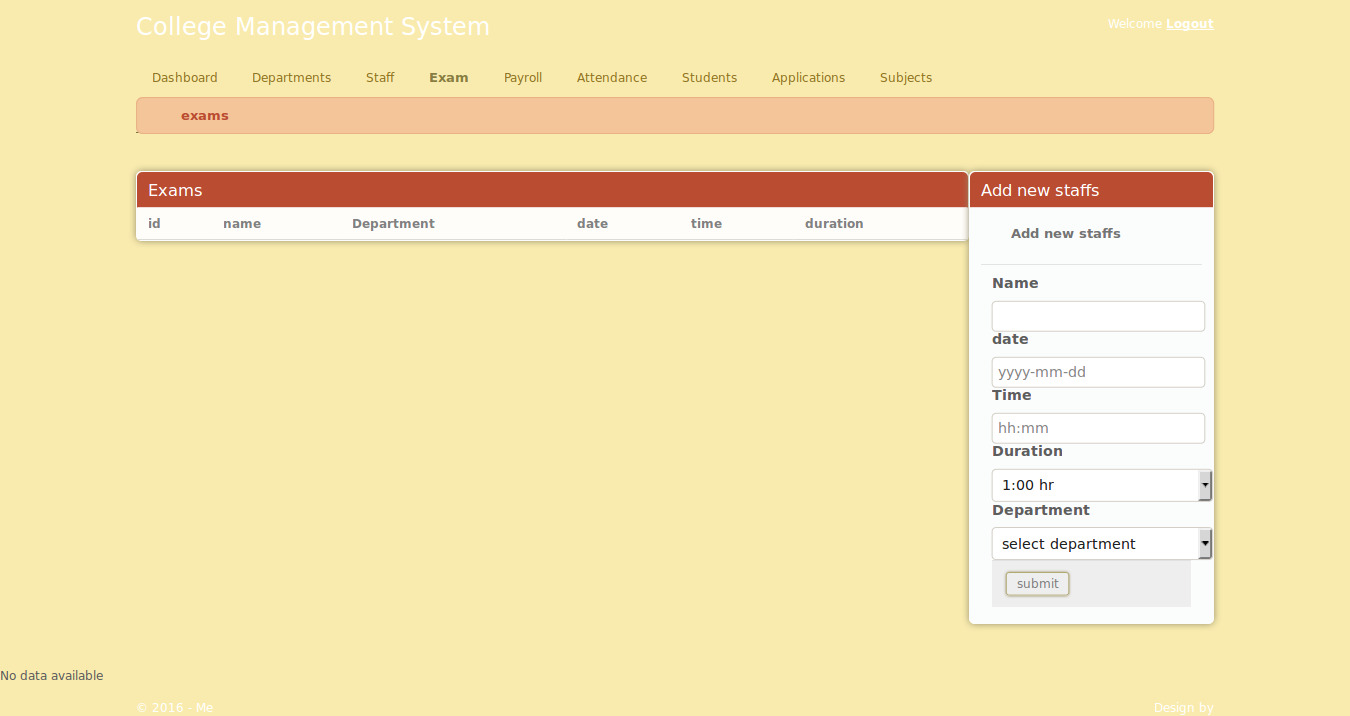 College Management System
Welcome Logout
Dashboard Departments Staff Exam Payroll Attendance Students Applications Subjects
exams
Exams
id name Department date time duration
Add new staffs
Add new staffs
Name
date
yyyy-mm-dd
Time
hh:mm
Duration
1:00 hr
Department
select department
submit
No data available
© 2016 - Me
Design by